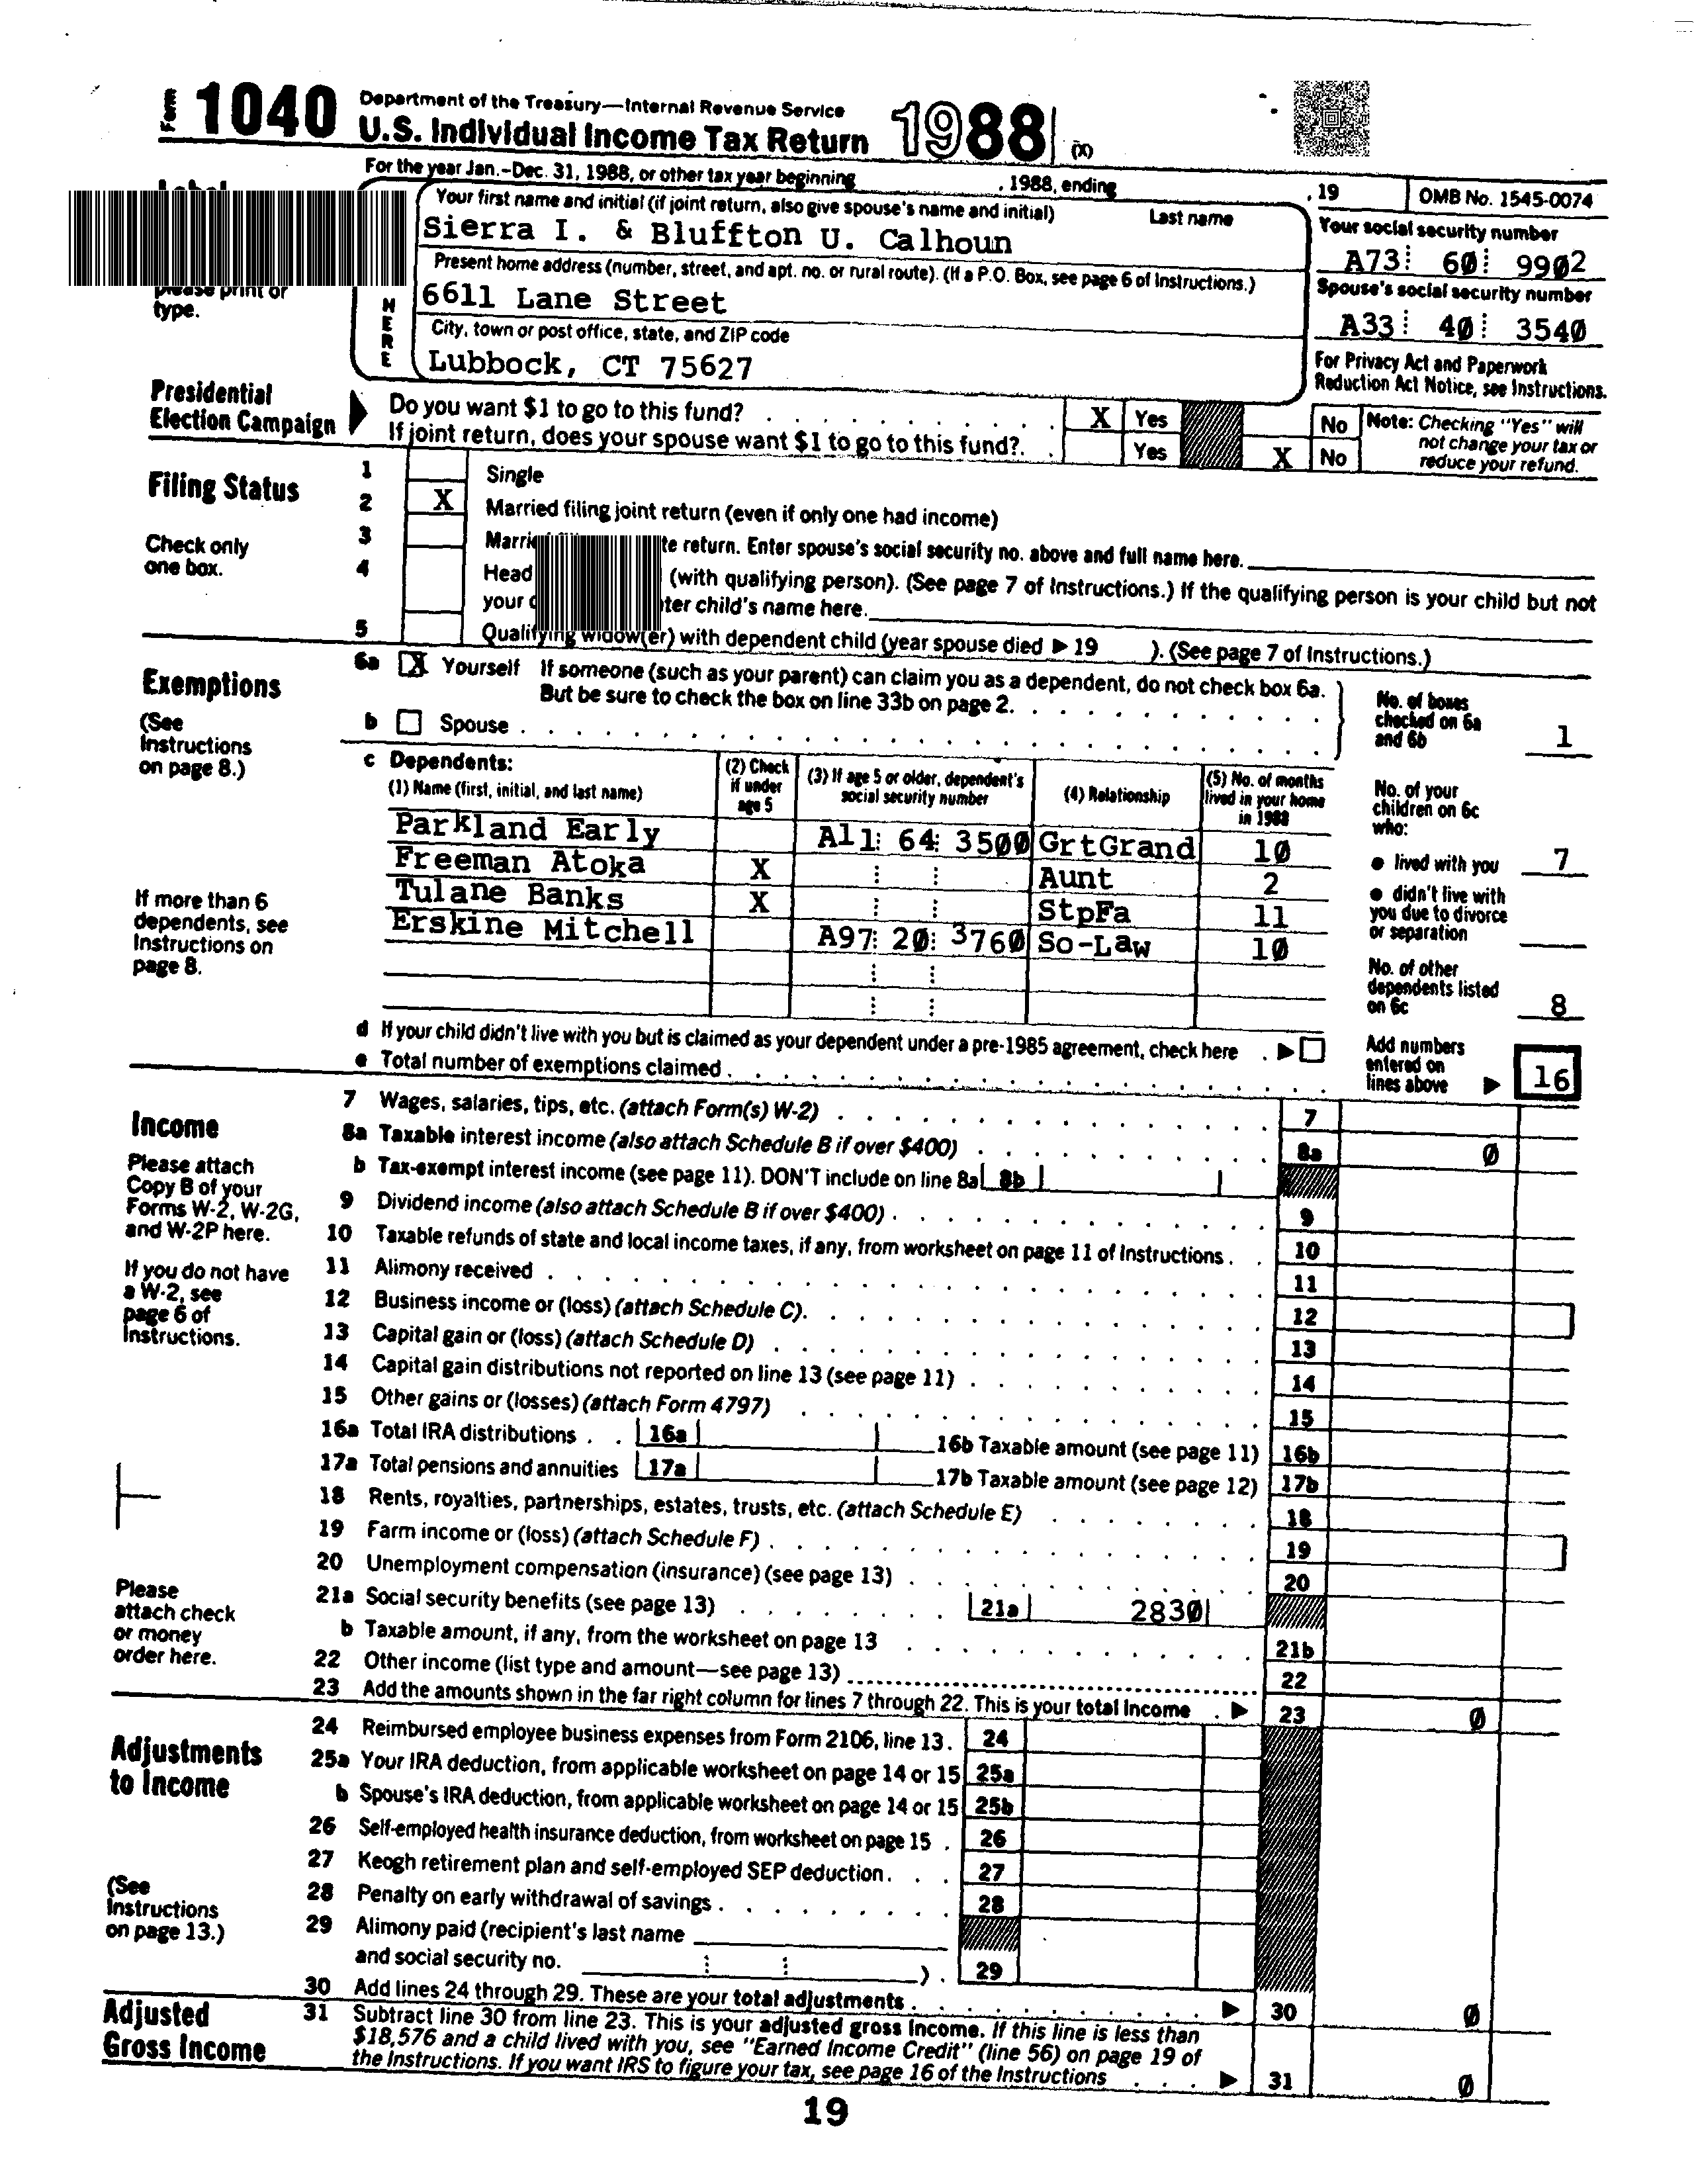 Form 1040 Department of the Treasury—Internal Revenue Service
U.S. Individual Income Tax Return 1988 (X)
For the year Jan.-Dec. 31, 1988, or other tax year beginning , 1988, ending , 19 OMB No. 1545-0074
Your first name and initial (if joint return, also give spouse's name and initial) Last name Your social security number
Sierra I. & Bluffton U. Calhoun A73 60 9902
Present home address (number, street, and apt. no. or rural route). (If a P.O. Box, see page 6 of Instructions.) Spouse's social security number
please print or type.
HERE
6611 Lane Street A33 40 3540
City, town or post office, state, and ZIP code
Lubbock, CT 75627
For Privacy Act and Paperwork
Reduction Act Notice, see Instructions.
Presidential
Election Campaign
Do you want $1 to go to this fund? X Yes No
If joint return, does your spouse want $1 to go to this fund? Yes X No
Note: Checking "Yes" will
not change your tax or
reduce your refund.
Filing Status
Check only
one box.
1 Single
2 X Married filing joint return (even if only one had income)
3 te return. Enter spouse's social security no. above and full name here.
4 Head (with qualifying person). (See page 7 of Instructions.) If the qualifying person is your child but not
your child's name here.
5 Qualifying widow(er) with dependent child (year spouse died ▶ 19 ). (See page 7 of Instructions.)
Exemptions
(See
Instructions
on page 8.)
6a X Yourself If someone (such as your parent) can claim you as a dependent, do not check box 6a.
But be sure to check the box on line 33b on page 2.
b Spouse
No. of boxes
checked on 6a
and 6b 1
c Dependents:
(1) Name (first, initial, and last name) (2) Check if under age 5 (3) If age 5 or older, dependent's social security number (4) Relationship (5) No. of months lived in your home in 1988
Parkland Early A11 64 3500 GrtGrand 10
Freeman Atoka X Aunt 2
Tulane Banks X StpFa 11
Erskine Mitchell A97 20 3760 So-Law 10
No. of your
children on 6c
who:
● lived with you 7
● didn't live with
you due to divorce
or separation
No. of other
dependents listed
on 6c 8
If more than 6
dependents, see
Instructions on
page 8.
d If your child didn't live with you but is claimed as your dependent under a pre-1985 agreement, check here ▶
e Total number of exemptions claimed
Add numbers
entered on
lines above ▶ 16
Income
Please attach
Copy B of your
Forms W-2, W-2G,
and W-2P here.
If you do not have
a W-2, see
page 6 of
Instructions.
7 Wages, salaries, tips, etc. (attach Form(s) W-2) 7
8a Taxable interest income (also attach Schedule B if over $400) 8a 0
b Tax-exempt interest income (see page 11). DON'T include on line 8a 8b
9 Dividend income (also attach Schedule B if over $400) 9
10 Taxable refunds of state and local income taxes, if any, from worksheet on page 11 of Instructions 10
11 Alimony received 11
12 Business income or (loss) (attach Schedule C) 12
13 Capital gain or (loss) (attach Schedule D) 13
14 Capital gain distributions not reported on line 13 (see page 11) 14
15 Other gains or (losses) (attach Form 4797) 15
16a Total IRA distributions 16a 16b Taxable amount (see page 11) 16b
17a Total pensions and annuities 17a 17b Taxable amount (see page 12) 17b
18 Rents, royalties, partnerships, estates, trusts, etc. (attach Schedule E) 18
19 Farm income or (loss) (attach Schedule F) 19
20 Unemployment compensation (insurance) (see page 13) 20
Please
attach check
or money
order here.
21a Social security benefits (see page 13) 21a 2830
b Taxable amount, if any, from the worksheet on page 13 21b
22 Other income (list type and amount—see page 13) 22
23 Add the amounts shown in the far right column for lines 7 through 22. This is your total income ▶ 23 0
Adjustments
to Income
(See
Instructions
on page 13.)
24 Reimbursed employee business expenses from Form 2106, line 13. 24
25a Your IRA deduction, from applicable worksheet on page 14 or 15 25a
b Spouse's IRA deduction, from applicable worksheet on page 14 or 15 25b
26 Self-employed health insurance deduction, from worksheet on page 15 26
27 Keogh retirement plan and self-employed SEP deduction 27
28 Penalty on early withdrawal of savings 28
29 Alimony paid (recipient's last name
and social security no. ) 29
30 Add lines 24 through 29. These are your total adjustments ▶ 30 0
Adjusted
Gross Income
31 Subtract line 30 from line 23. This is your adjusted gross income. If this line is less than
$18,576 and a child lived with you, see "Earned Income Credit" (line 56) on page 19 of
the Instructions. If you want IRS to figure your tax, see page 16 of the Instructions ▶ 31 0
19